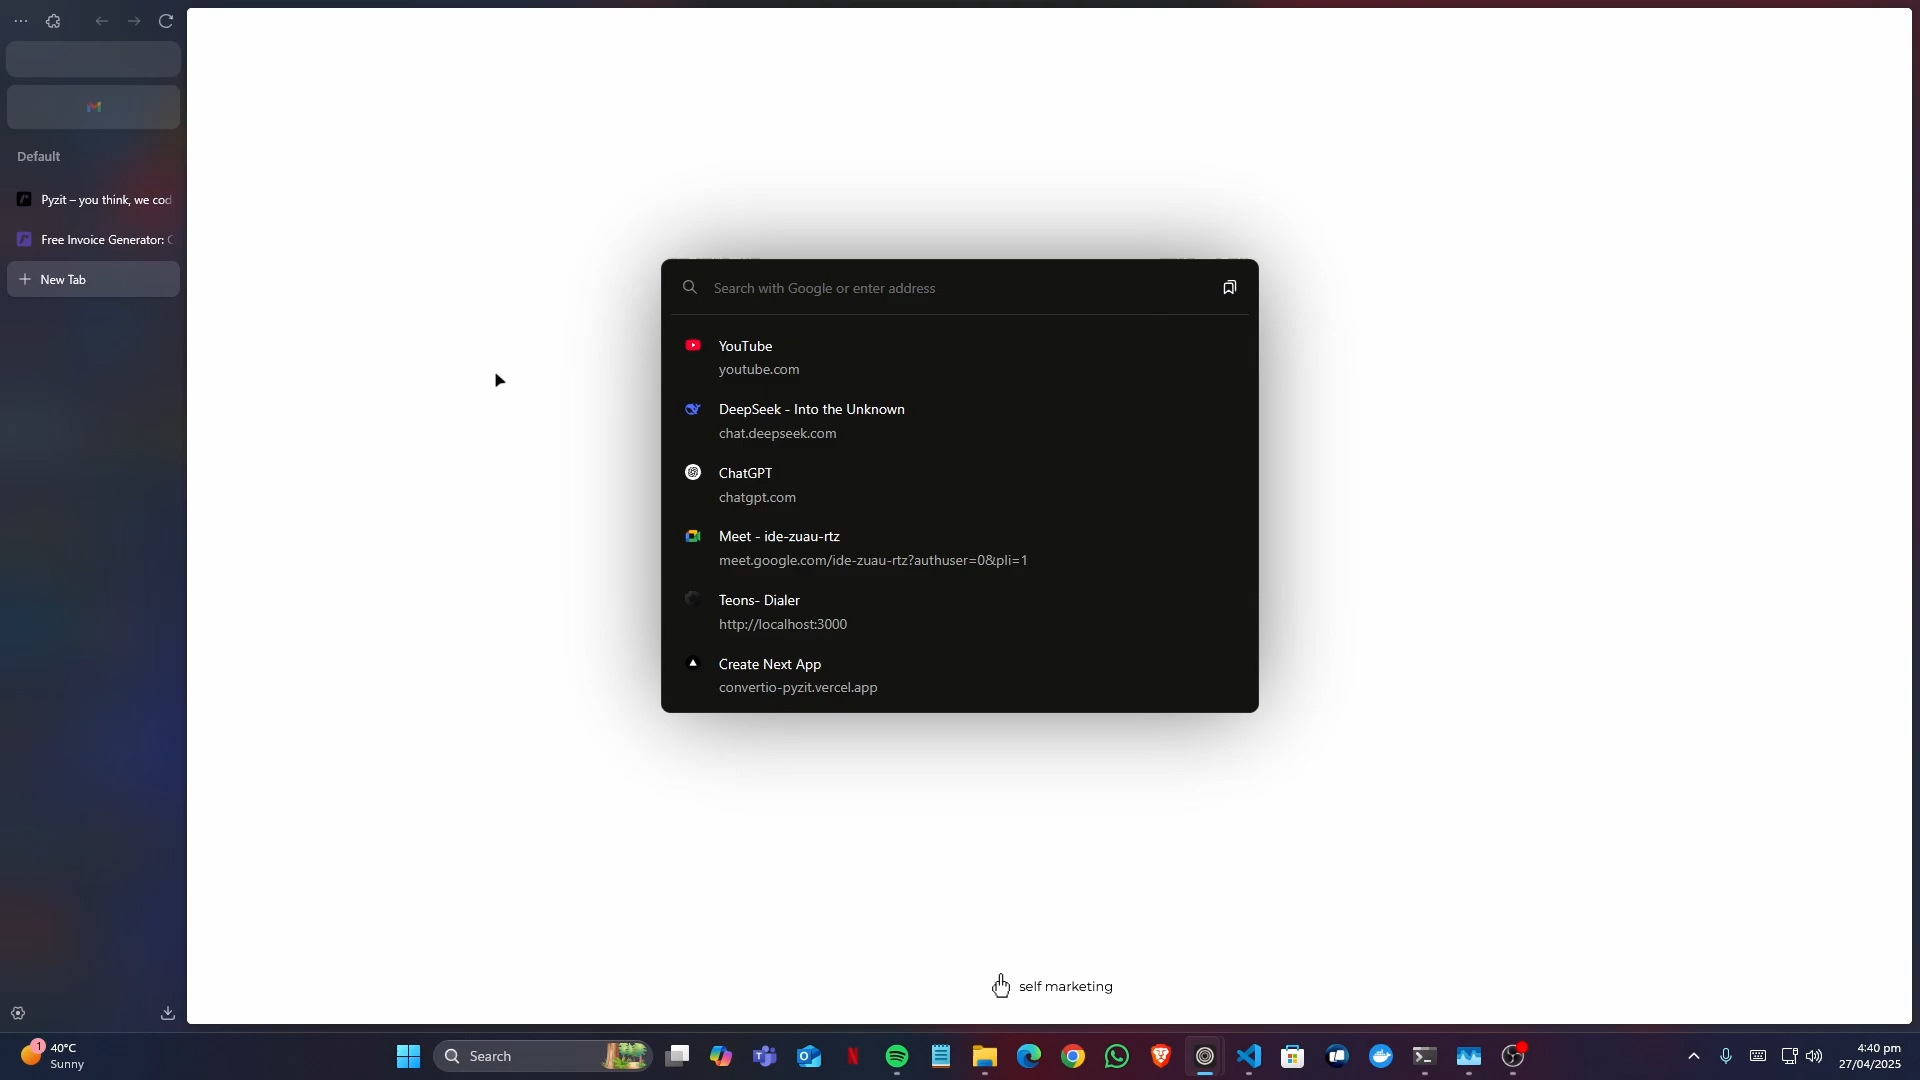 Default
Pyzit – you think, we cod
Free Invoice Generator: C
New Tab
Search with Google or enter address
YouTube
youtube.com
DeepSeek - Into the Unknown
chat.deepseek.com
ChatGPT
chatgpt.com
Meet - ide-zuau-rtz
meet.google.com/ide-zuau-rtz?authuser=0&pli=1
Teons- Dialer
http://localhost:3000
Create Next App
convertio-pyzit.vercel.app
self marketing
1
40°C
Sunny
Search
4:40 pm
27/04/2025